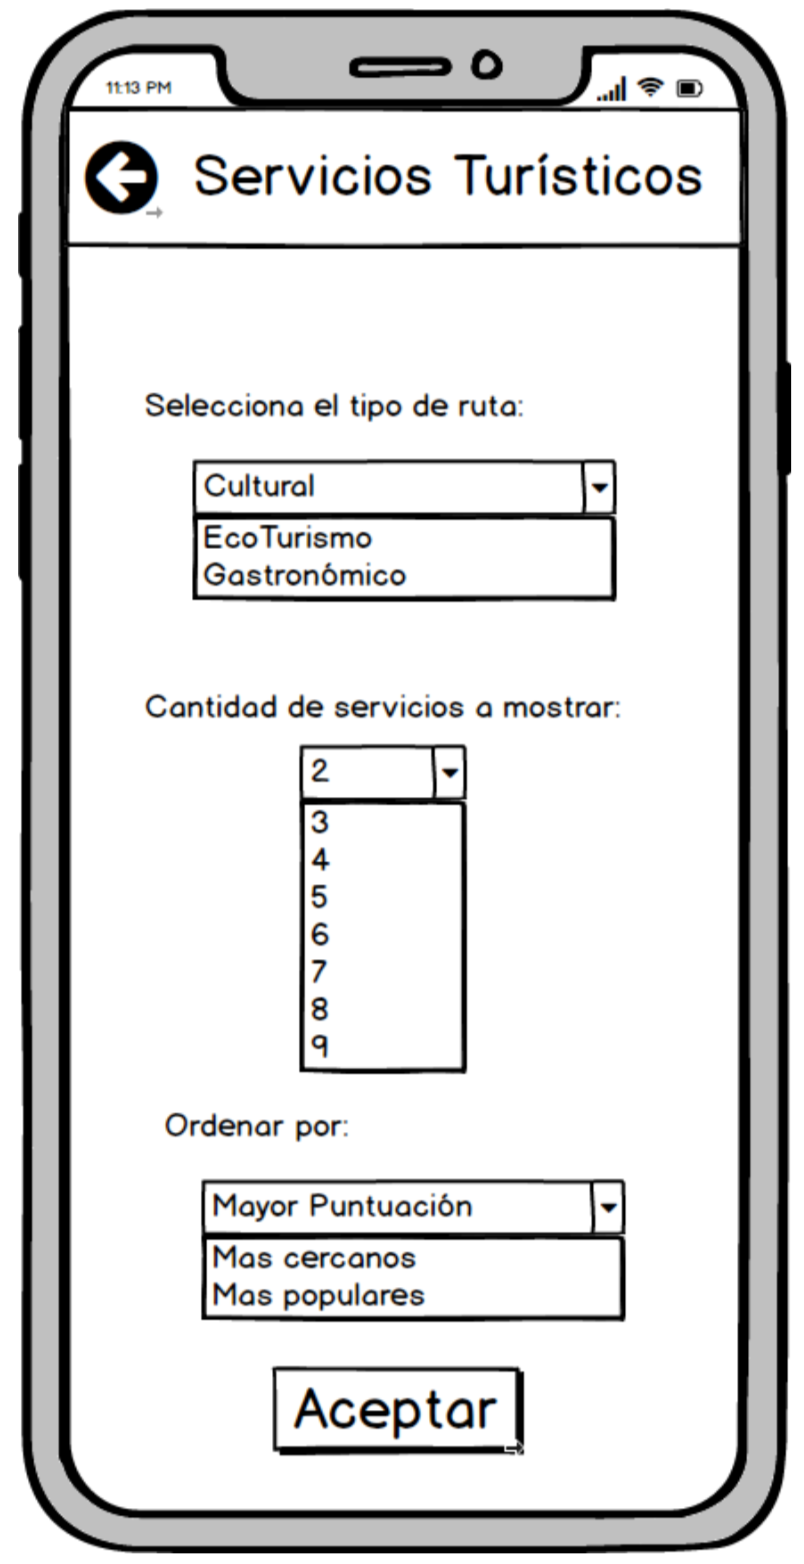 11:13 PM
Servicios Turísticos
Selecciona el tipo de ruta:
Cultural
EcoTurismo
Gastronómico
Cantidad de servicios a mostrar:
2
3
4
5
6
7
8
9
Ordenar por:
Mayor Puntuación
Mas cercanos
Mas populares
Aceptar